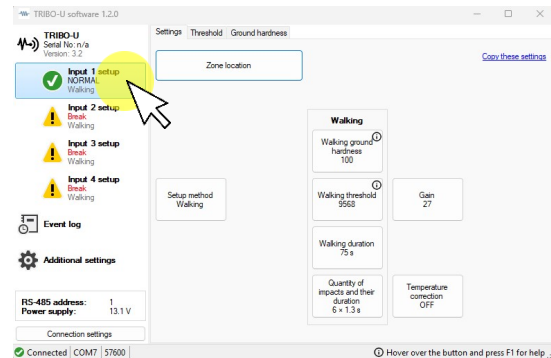 TRIBO-U software 1.2.0
TRIBO-U
Serial No: n/a
Version: 3.2
Input 1 setup
NORMAL
Walking
Input 2 setup
Break
Walking
Input 3 setup
Break
Walking
Input 4 setup
Break
Walking
Event log
Additional settings
RS-485 address: 1
Power supply: 13.1 V
Connection settings
Settings Threshold Ground hardness
Zone location
Copy these settings
Walking
Walking ground
hardness
100
Setup method
Walking
Walking threshold
9568
Gain
27
Walking duration
75 s
Quantity of
impacts and their
duration
6 × 1.3 s
Temperature
correction
OFF
Connected COM7 57600
Hover over the button and press F1 for help